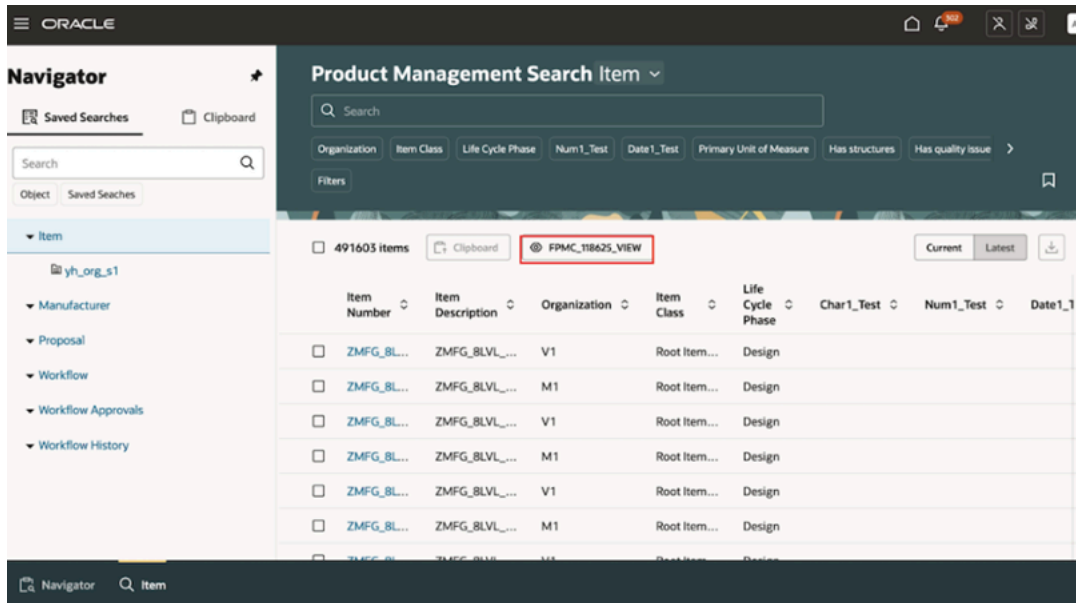 ORACLE
302
Navigator
Saved Searches
Clipboard
Search
Object
Saved Seaches
Item
yh_org_s1
Manufacturer
Proposal
Workflow
Workflow Approvals
Workflow History
Product Management Search Item
Search
Organization
Item Class
Life Cycle Phase
Num1_Test
Date1_Test
Primary Unit of Measure
Has structures
Has quality issue
Filters
491603 items
Clipboard
FPMC_118625_VIEW
Current
Latest
Item Number
Item Description
Organization
Item Class
Life Cycle Phase
Char1_Test
Num1_Test
Date1_1
ZMFG_8L... ZMFG_8LVL_... V1 Root Item... Design
ZMFG_8L... ZMFG_8LVL_... M1 Root Item... Design
ZMFG_8L... ZMFG_8LVL_... V1 Root Item... Design
ZMFG_8L... ZMFG_8LVL_... M1 Root Item... Design
ZMFG_8L... ZMFG_8LVL_... V1 Root Item... Design
ZMFG_8L... ZMFG_8LVL_... M1 Root Item... Design
Navigator
Item